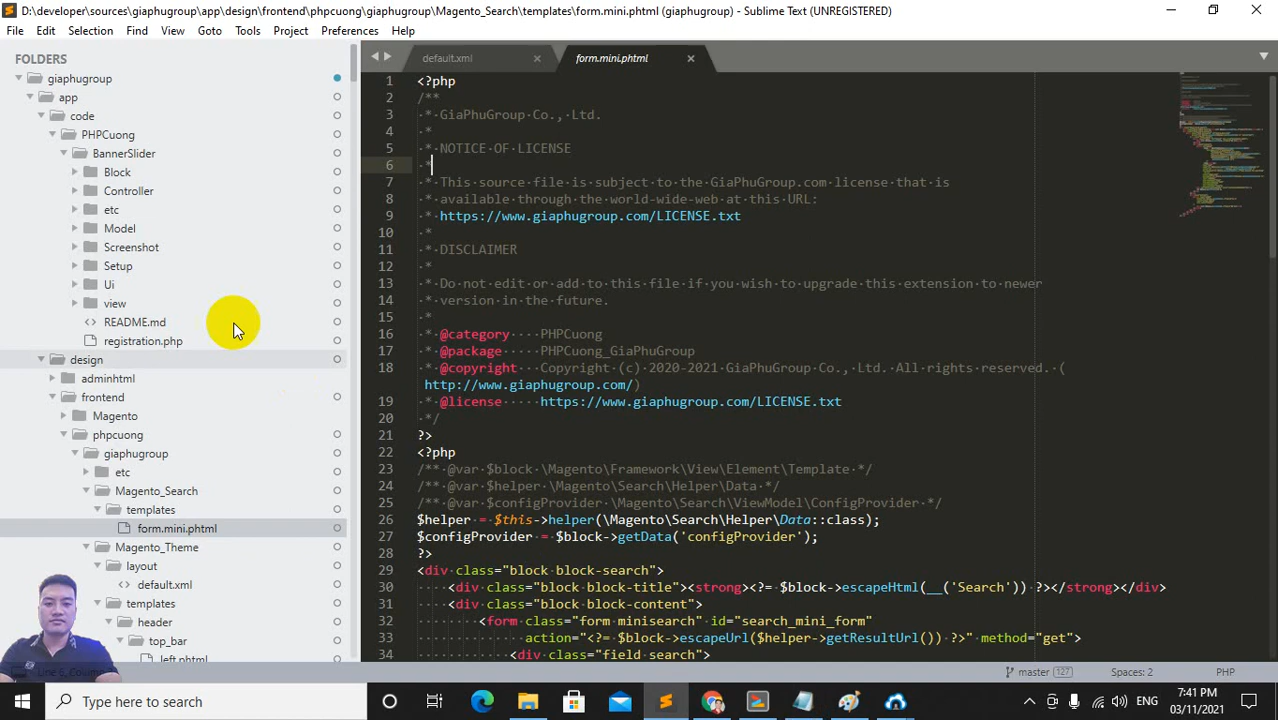 D:\developer\sources\giaphugroup\app\design\frontend\phpcuong\giaphugroup\Magento_Search\templates\form.mini.phtml (giaphugroup) - Sublime Text (UNREGISTERED)
File Edit Selection Find View Goto Tools Project Preferences Help
FOLDERS
giaphugroup
app
code
PHPCuong
BannerSlider
Block
Controller
etc
Model
Screenshot
Setup
Ui
view
README.md
registration.php
design
adminhtml
frontend
Magento
phpcuong
giaphugroup
etc
Magento_Search
templates
form.mini.phtml
Magento_Theme
layout
default.xml
templates
header
top_bar
left.phtml
default.xml
form.mini.phtml
1 <?php
2 /**
3 * GiaPhuGroup Co., Ltd.
4 *
5 * NOTICE OF LICENSE
6 *
7 * This source file is subject to the GiaPhuGroup.com license that is
8 * available through the world-wide-web at this URL:
9 * https://www.giaphugroup.com/LICENSE.txt
10 *
11 * DISCLAIMER
12 *
13 * Do not edit or add to this file if you wish to upgrade this extension to newer
14 * version in the future.
15 *
16 * @category    PHPCuong
17 * @package     PHPCuong_GiaPhuGroup
18 * @copyright   Copyright (c) 2020-2021 GiaPhuGroup Co., Ltd. All rights reserved. (
http://www.giaphugroup.com/)
19 * @license     https://www.giaphugroup.com/LICENSE.txt
20 */
21 ?>
22 <?php
23 /** @var $block \Magento\Framework\View\Element\Template */
24 /** @var $helper \Magento\Search\Helper\Data */
25 /** @var $configProvider \Magento\Search\ViewModel\ConfigProvider */
26 $helper = $this->helper(\Magento\Search\Helper\Data::class);
27 $configProvider = $block->getData('configProvider');
28 ?>
29 <div class="block block-search">
30     <div class="block block-title"><strong><?= $block->escapeHtml(__('Search')) ?></strong></div>
31     <div class="block block-content">
32         <form class="form minisearch" id="search_mini_form"
33               action="<?= $block->escapeUrl($helper->getResultUrl()) ?>" method="get">
34             <div class="field search">
master 127
Spaces: 2
PHP
Type here to search
ENG
7:41 PM
03/11/2021